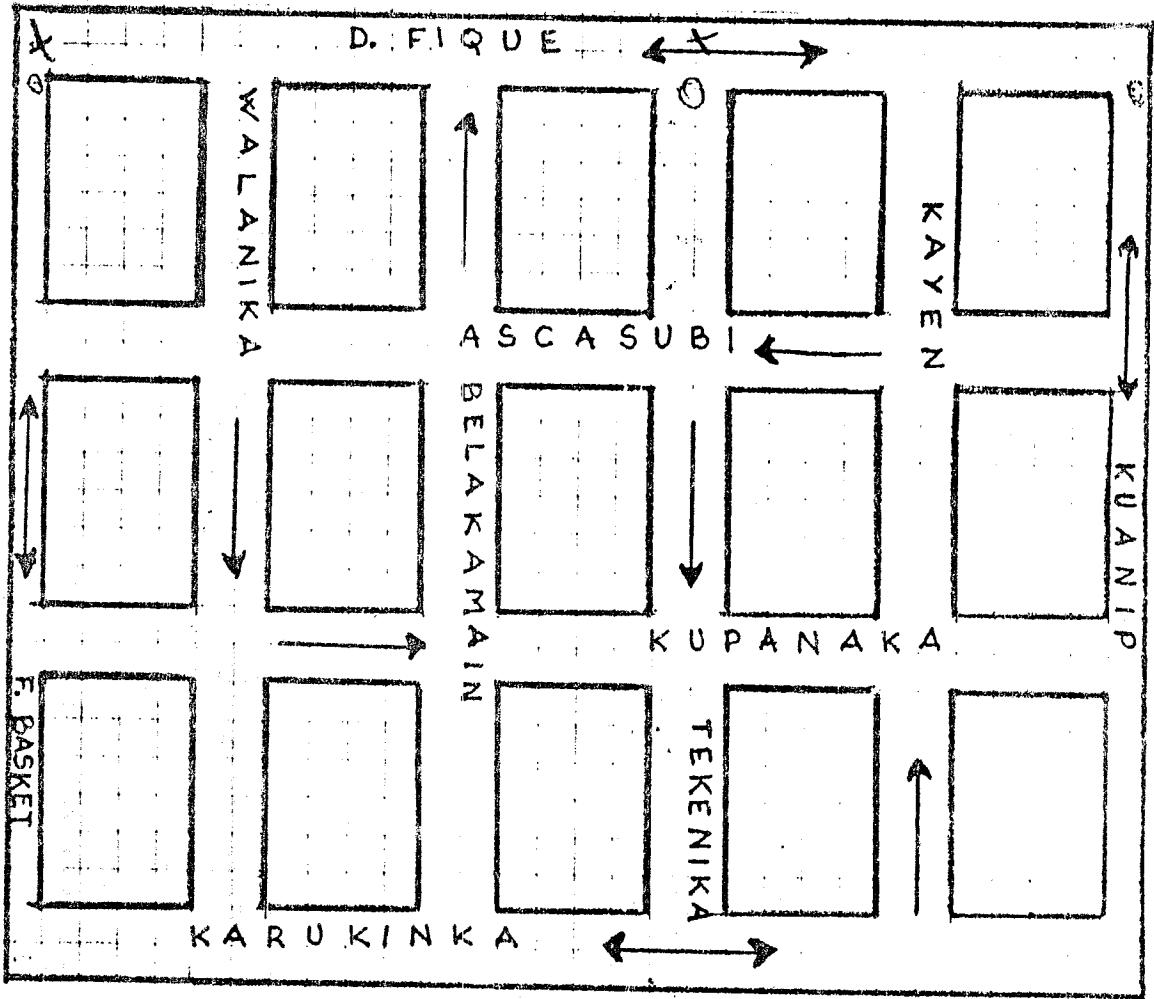 D. FIQUE
WALANIKA
KAYEN
ASCASUBI
BELAKAMAIN
KUANIP
KUPANAKA
F. BASKET
TEKENIKA
KARUKINKA